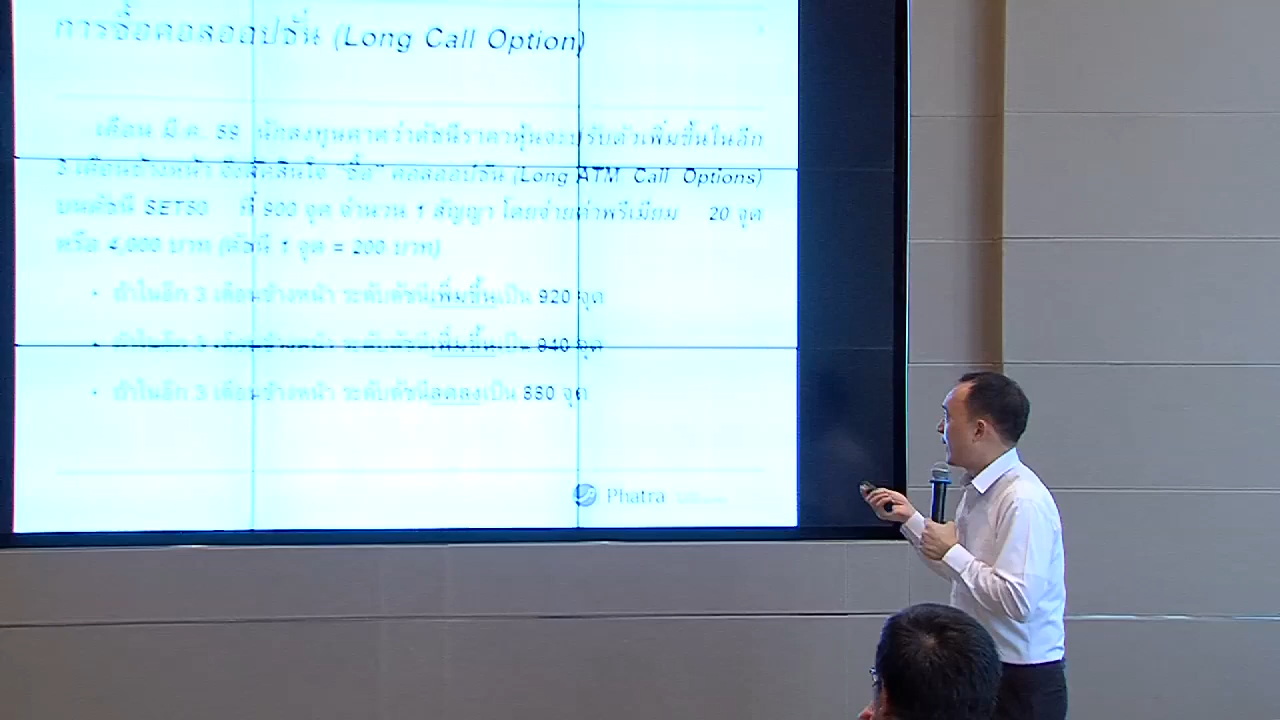 การซื้อคอลออปชั่น (Long Call Option)
เดือน มี.ค. 58 นักลงทุนคาดว่าดัชนีราคาหุ้นจะปรับตัวเพิ่มขึ้นในอีก
3 เดือนข้างหน้า จึงตัดสินใจ "ซื้อ" คอลออปชั่น (Long ATM Call Options)
บนดัชนี SET50 ที่ 900 จุด จำนวน 1 สัญญา โดยจ่ายค่าพรีเมียม 20 จุด
หรือ 4,000 บาท (ดัชนี 1 จุด = 200 บาท)
• ถ้าในอีก 3 เดือนข้างหน้า ระดับดัชนีเพิ่มขึ้นเป็น 920 จุด
• ถ้าในอีก 3 เดือนข้างหน้า ระดับดัชนีเพิ่มขึ้นเป็น 940 จุด
• ถ้าในอีก 3 เดือนข้างหน้า ระดับดัชนีลดลงเป็น 880 จุด
Phatra